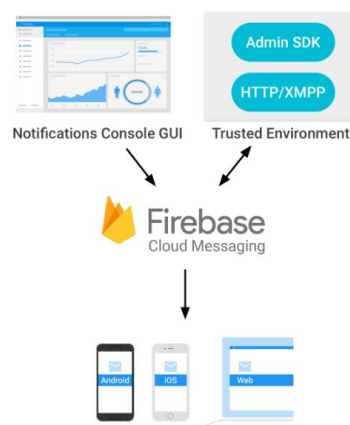 Admin SDK
HTTP/XMPP
Notifications Console GUI
Trusted Environment
Firebase
Cloud Messaging
Android
iOS
Web